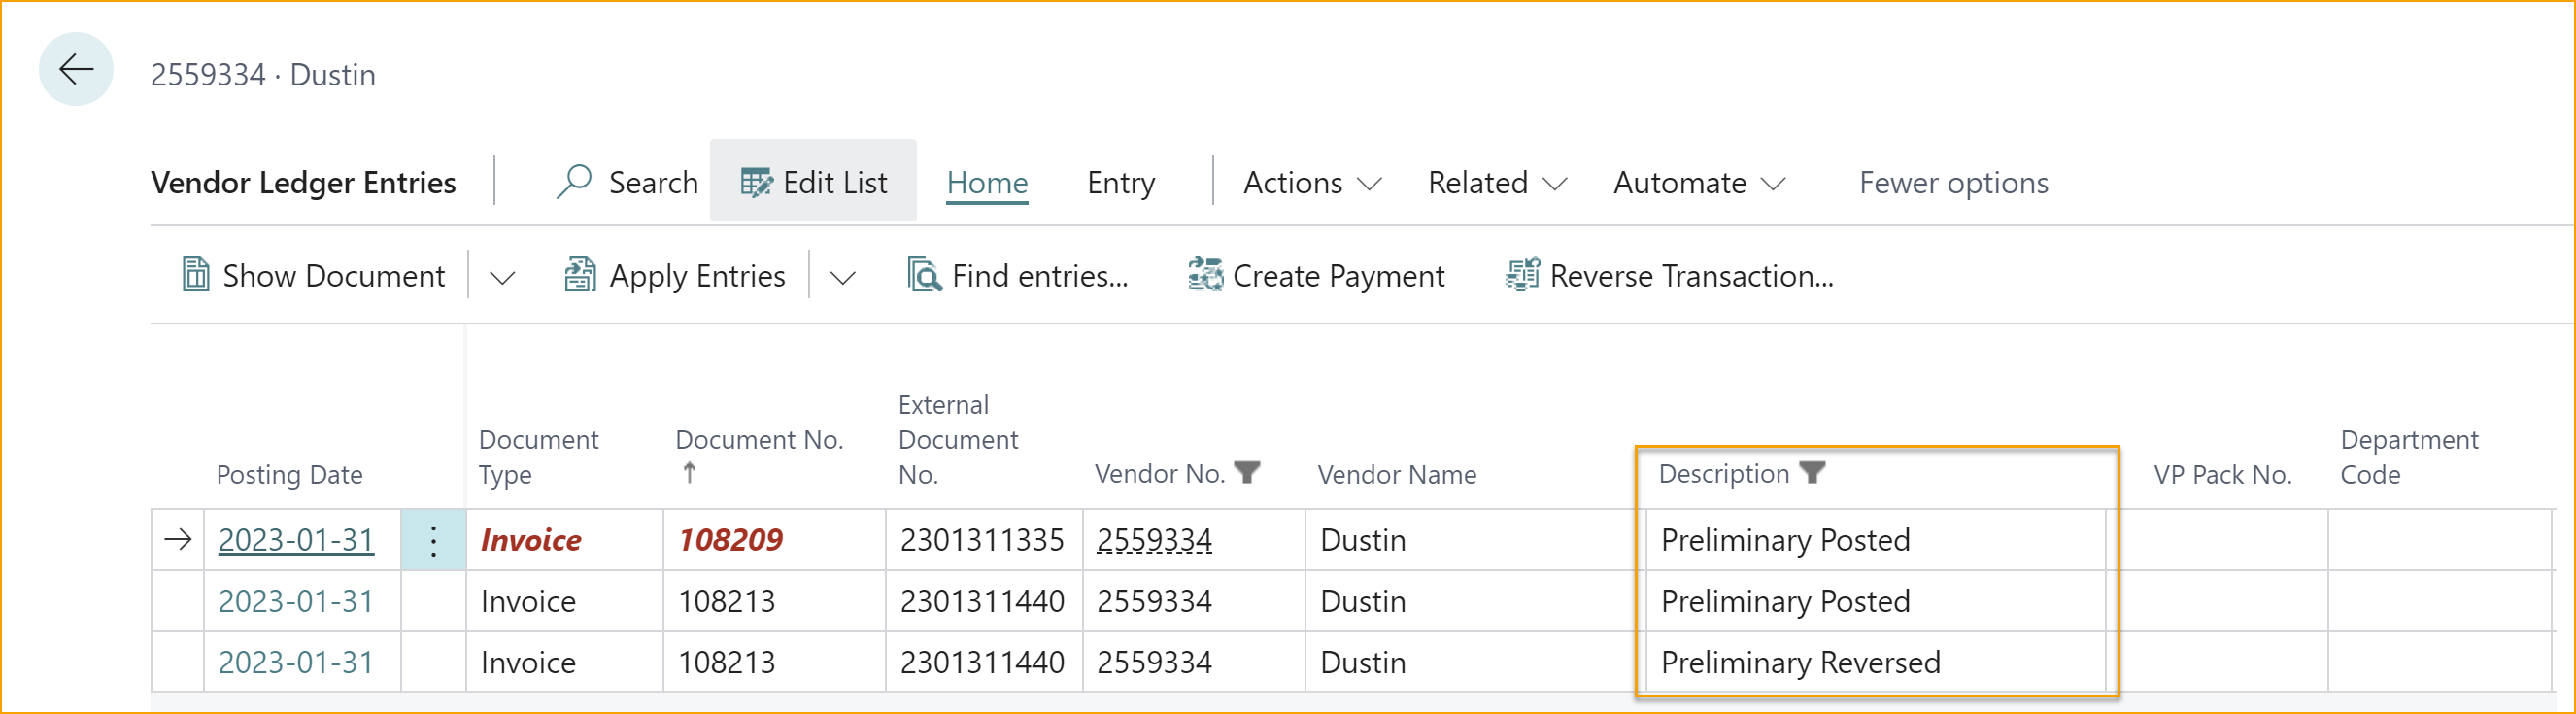 2559334 · Dustin
Vendor Ledger Entries Search Edit List Home Entry Actions Related Automate Fewer options
Show Document Apply Entries Find entries... Create Payment Reverse Transaction...
Posting Date
Document
Type
Document No. ↑
External
Document
No.
Vendor No.
Vendor Name
Description
VP Pack No.
Department
Code
2023-01-31 Invoice 108209 2301311335 2559334 Dustin Preliminary Posted
2023-01-31 Invoice 108213 2301311440 2559334 Dustin Preliminary Posted
2023-01-31 Invoice 108213 2301311440 2559334 Dustin Preliminary Reversed